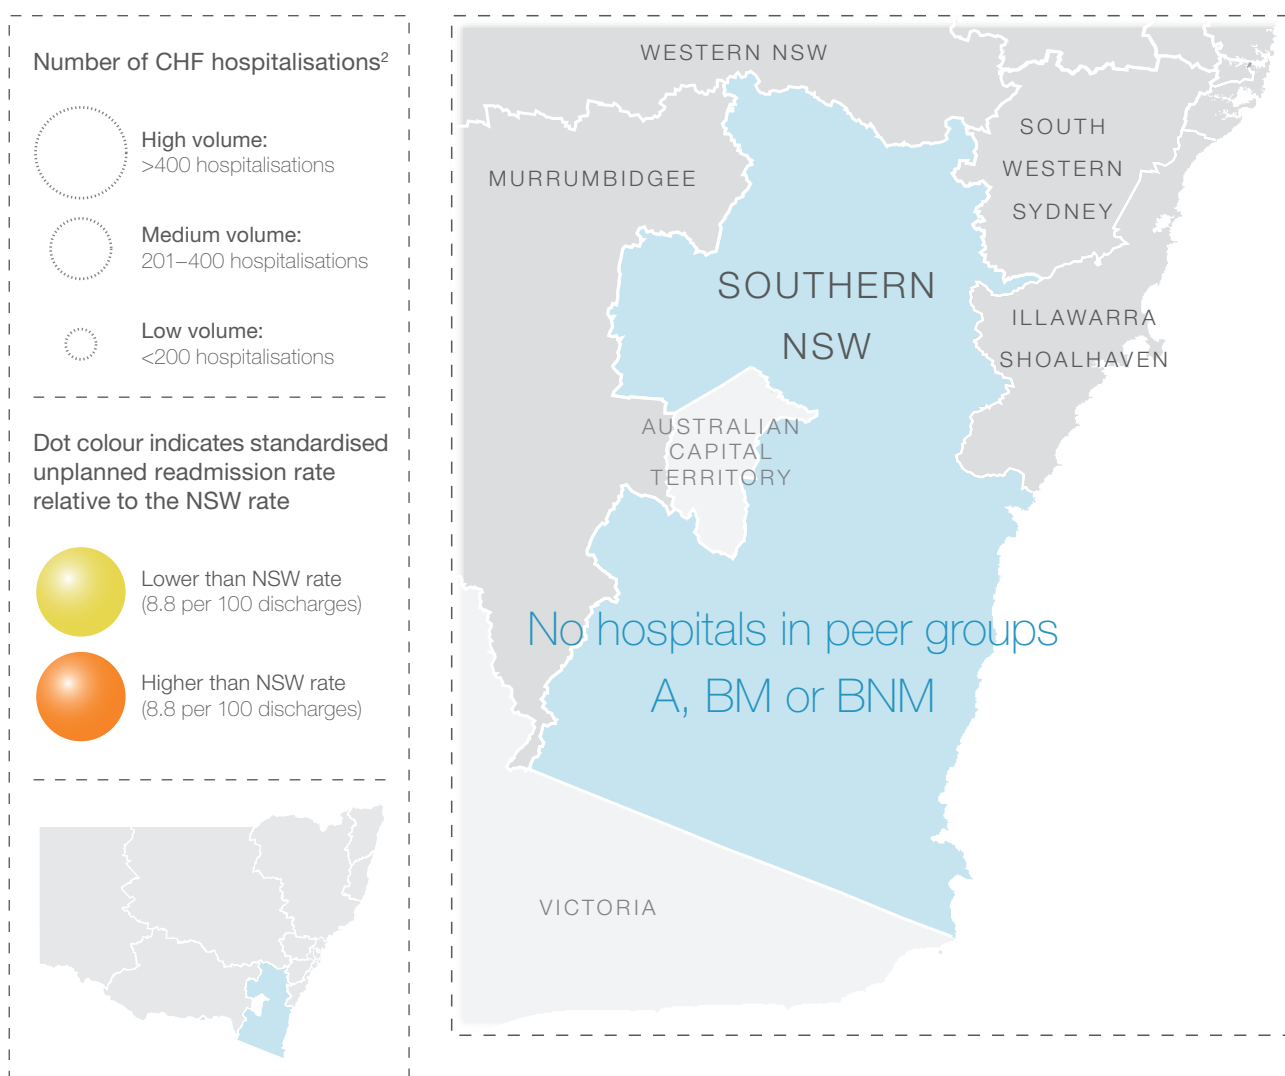 Number of CHF hospitalisations²
High volume:
>400 hospitalisations
Medium volume:
201–400 hospitalisations
Low volume:
<200 hospitalisations
Dot colour indicates standardised
unplanned readmission rate
relative to the NSW rate
Lower than NSW rate
(8.8 per 100 discharges)
Higher than NSW rate
(8.8 per 100 discharges)
WESTERN NSW
SOUTH
WESTERN
SYDNEY
MURRUMBIDGEE
SOUTHERN
NSW
ILLAWARRA
SHOALHAVEN
AUSTRALIAN
CAPITAL
TERRITORY
No hospitals in peer groups
A, BM or BNM
VICTORIA